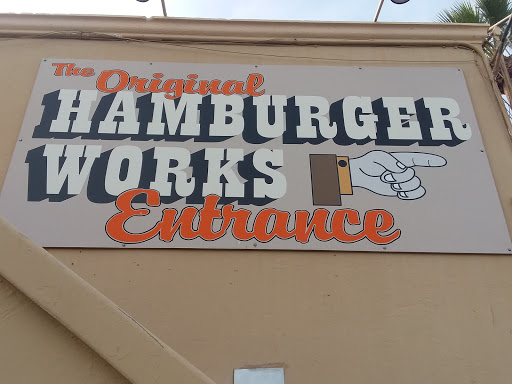 The Original
HAMBURGER
WORKS
Entrance